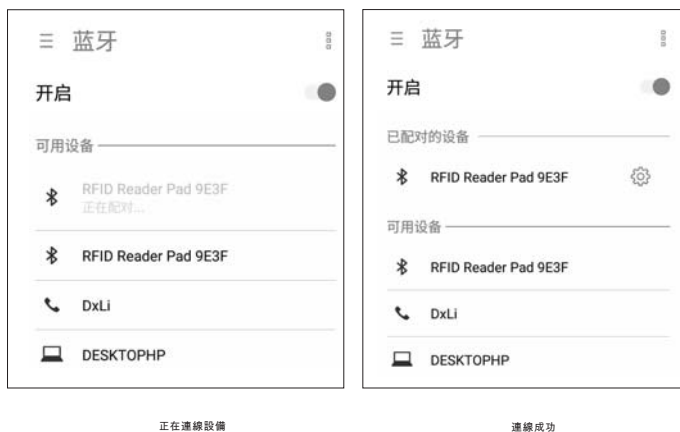 蓝牙
开启
可用设备
RFID Reader Pad 9E3F
正在配对...
RFID Reader Pad 9E3F
DxLi
DESKTOPHP
正在連線設備
蓝牙
开启
已配对的设备
RFID Reader Pad 9E3F
可用设备
RFID Reader Pad 9E3F
DxLi
DESKTOPHP
連線成功